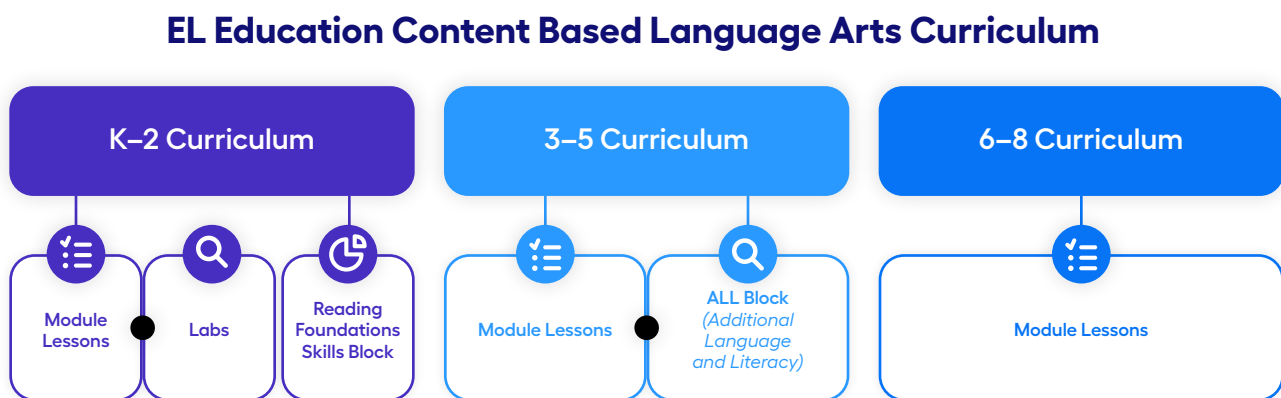 EL Education Content Based Language Arts Curriculum
K–2 Curriculum
3–5 Curriculum
6–8 Curriculum
Module
Lessons
Labs
Reading
Foundations
Skills Block
Module Lessons
ALL Block
(Additional
Language
and Literacy)
Module Lessons